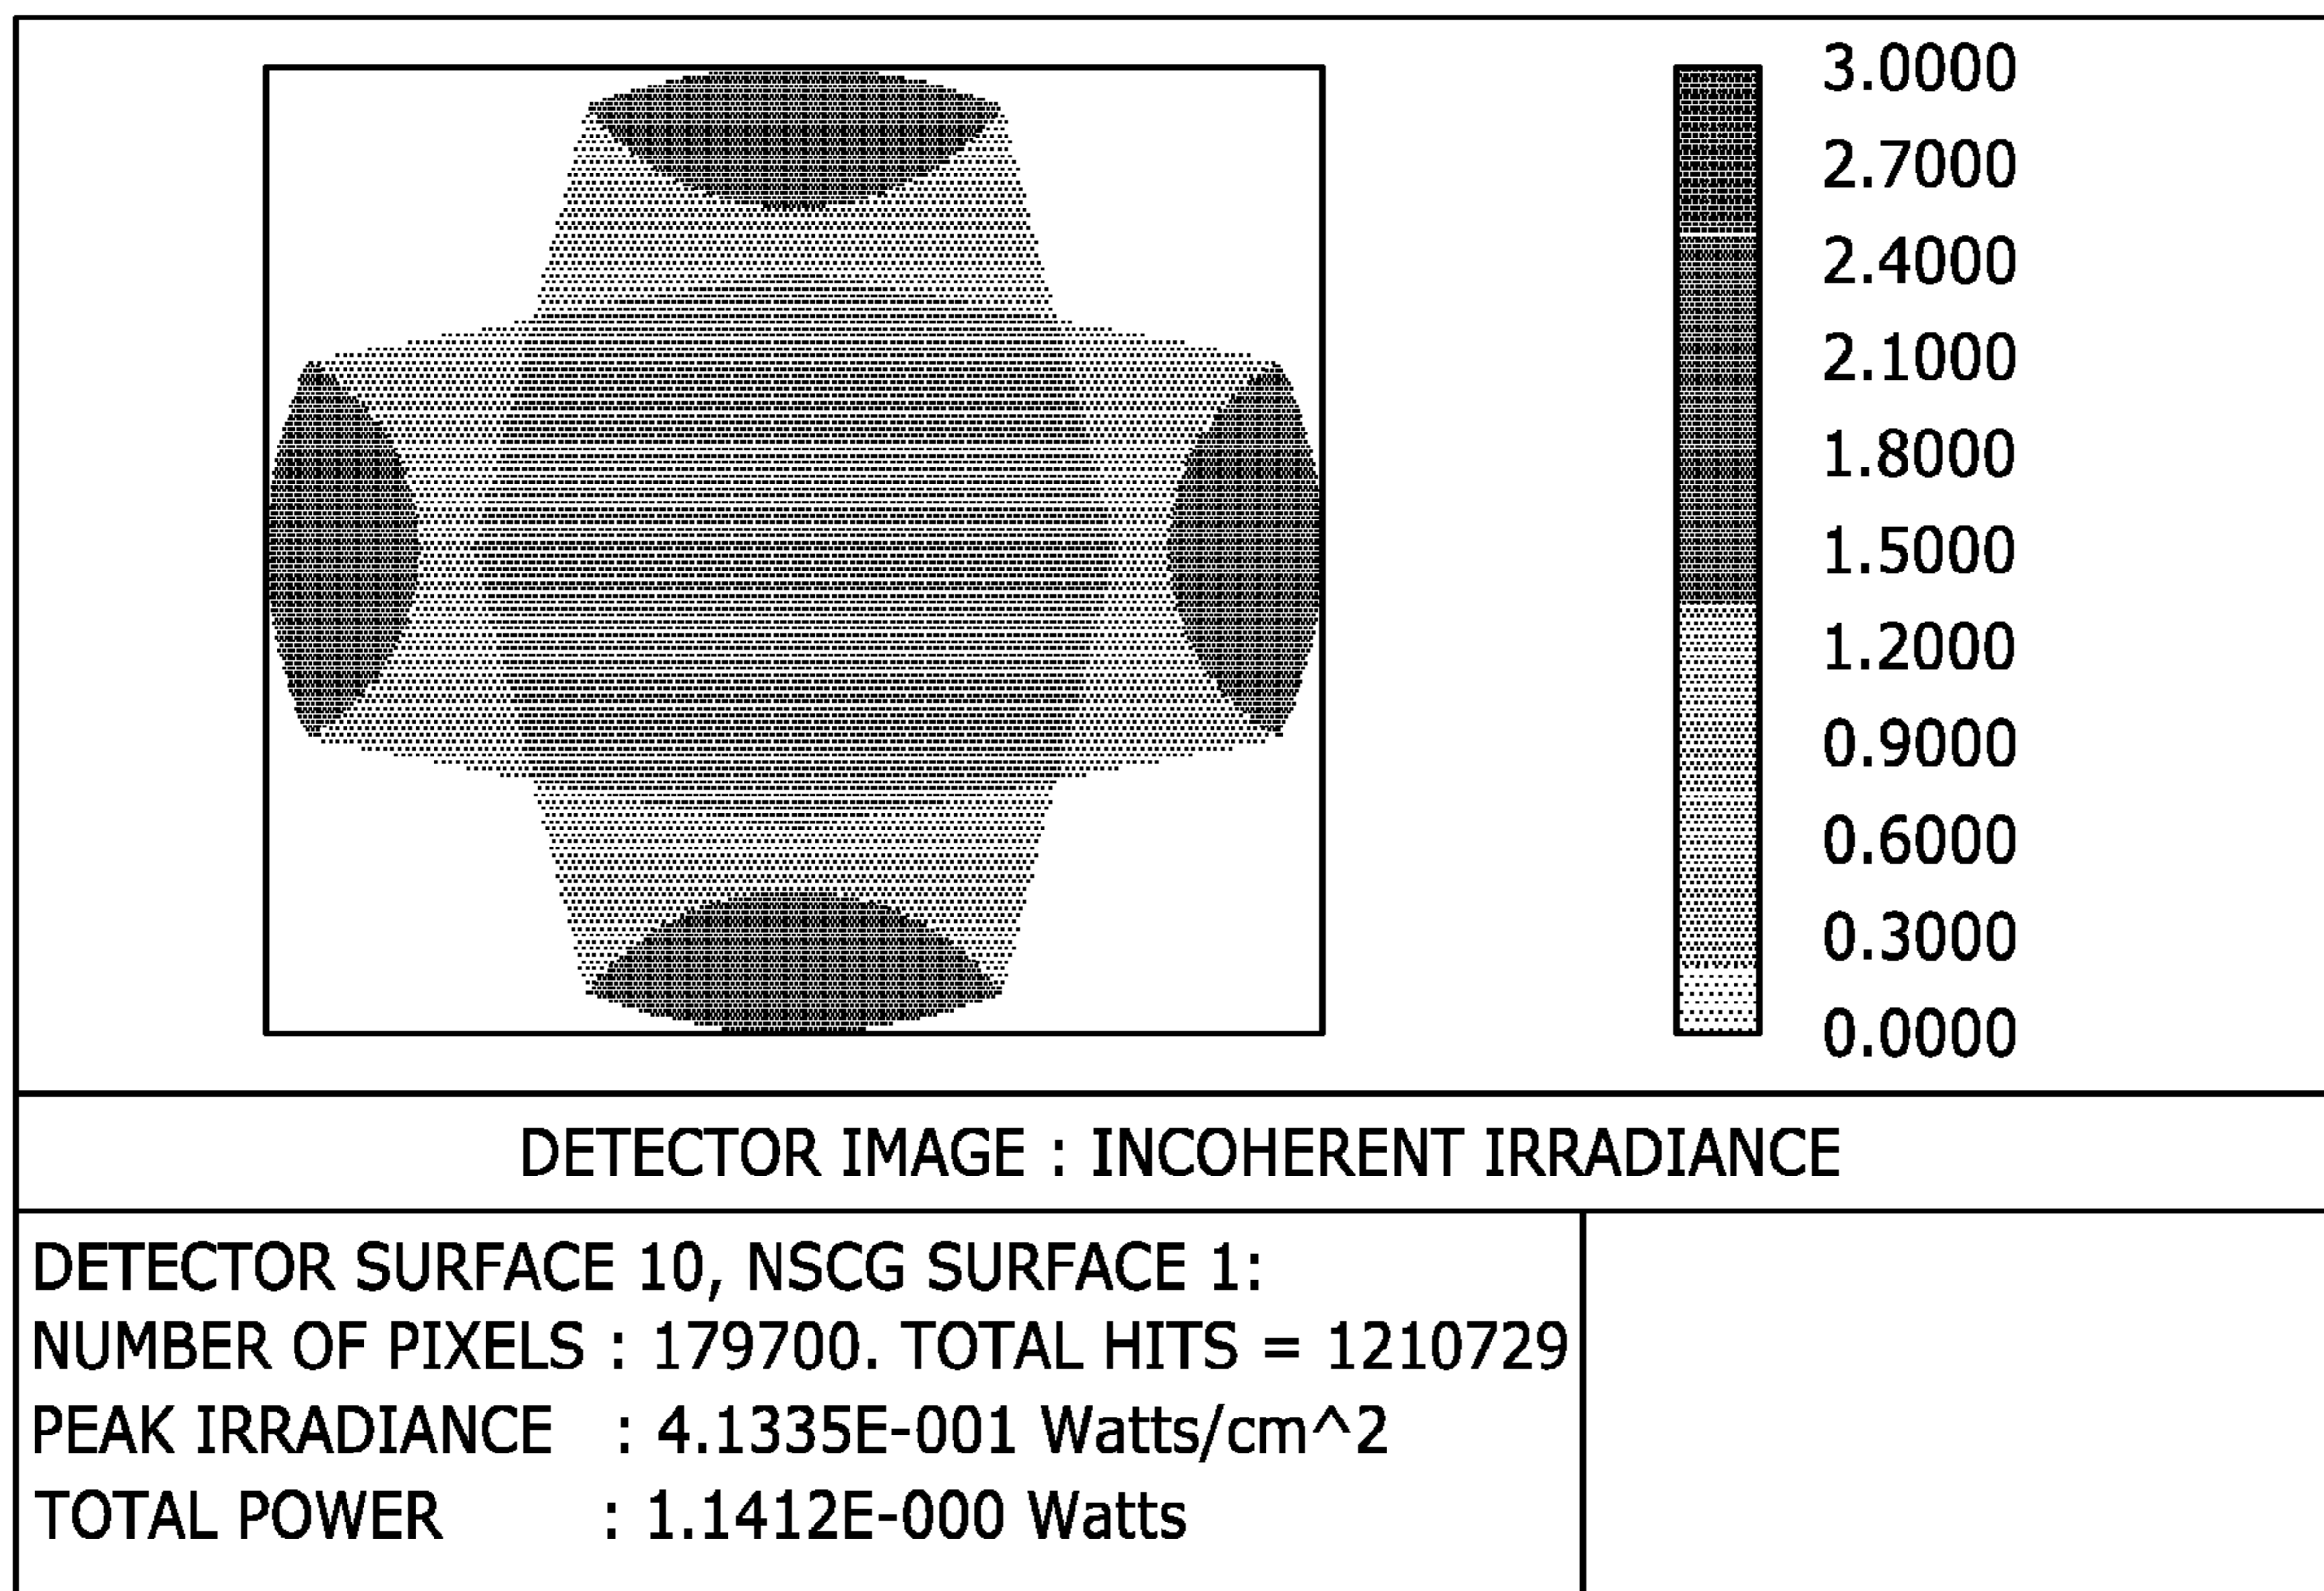 3.0000
2.7000
2.4000
2.1000
1.8000
1.5000
1.2000
0.9000
0.6000
0.3000
0.0000
DETECTOR IMAGE : INCOHERENT IRRADIANCE
DETECTOR SURFACE 10, NSCG SURFACE 1:
NUMBER OF PIXELS : 179700. TOTAL HITS = 1210729
PEAK IRRADIANCE : 4.1335E-001 Watts/cm^2
TOTAL POWER : 1.1412E-000 Watts